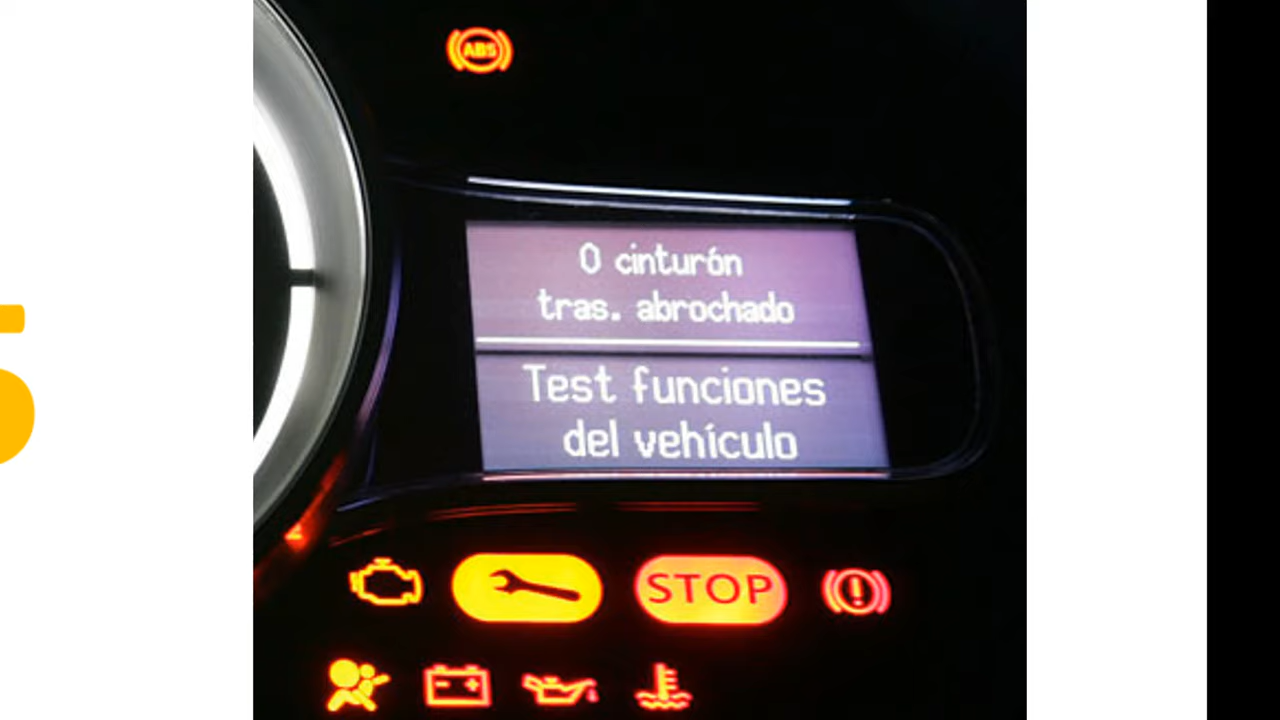 ABS
0 cinturón
tras. abrochado
Test funciones
del vehículo
STOP